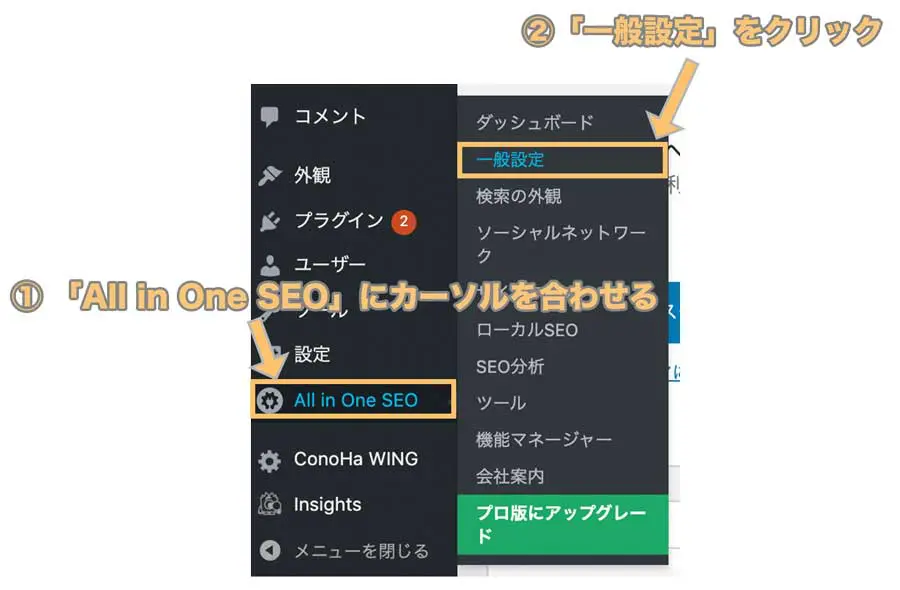 ②「一般設定」をクリック
コメント
外観
プラグイン 2
ユーザー
①「All in One SEO」にカーソルを合わせる
設定
All in One SEO
ConoHa WING
Insights
メニューを閉じる
ダッシュボード
一般設定
検索の外観
ソーシャルネットワー
ク
ローカルSEO
SEO分析
ツール
機能マネージャー
会社案内
プロ版にアップグレー
ド